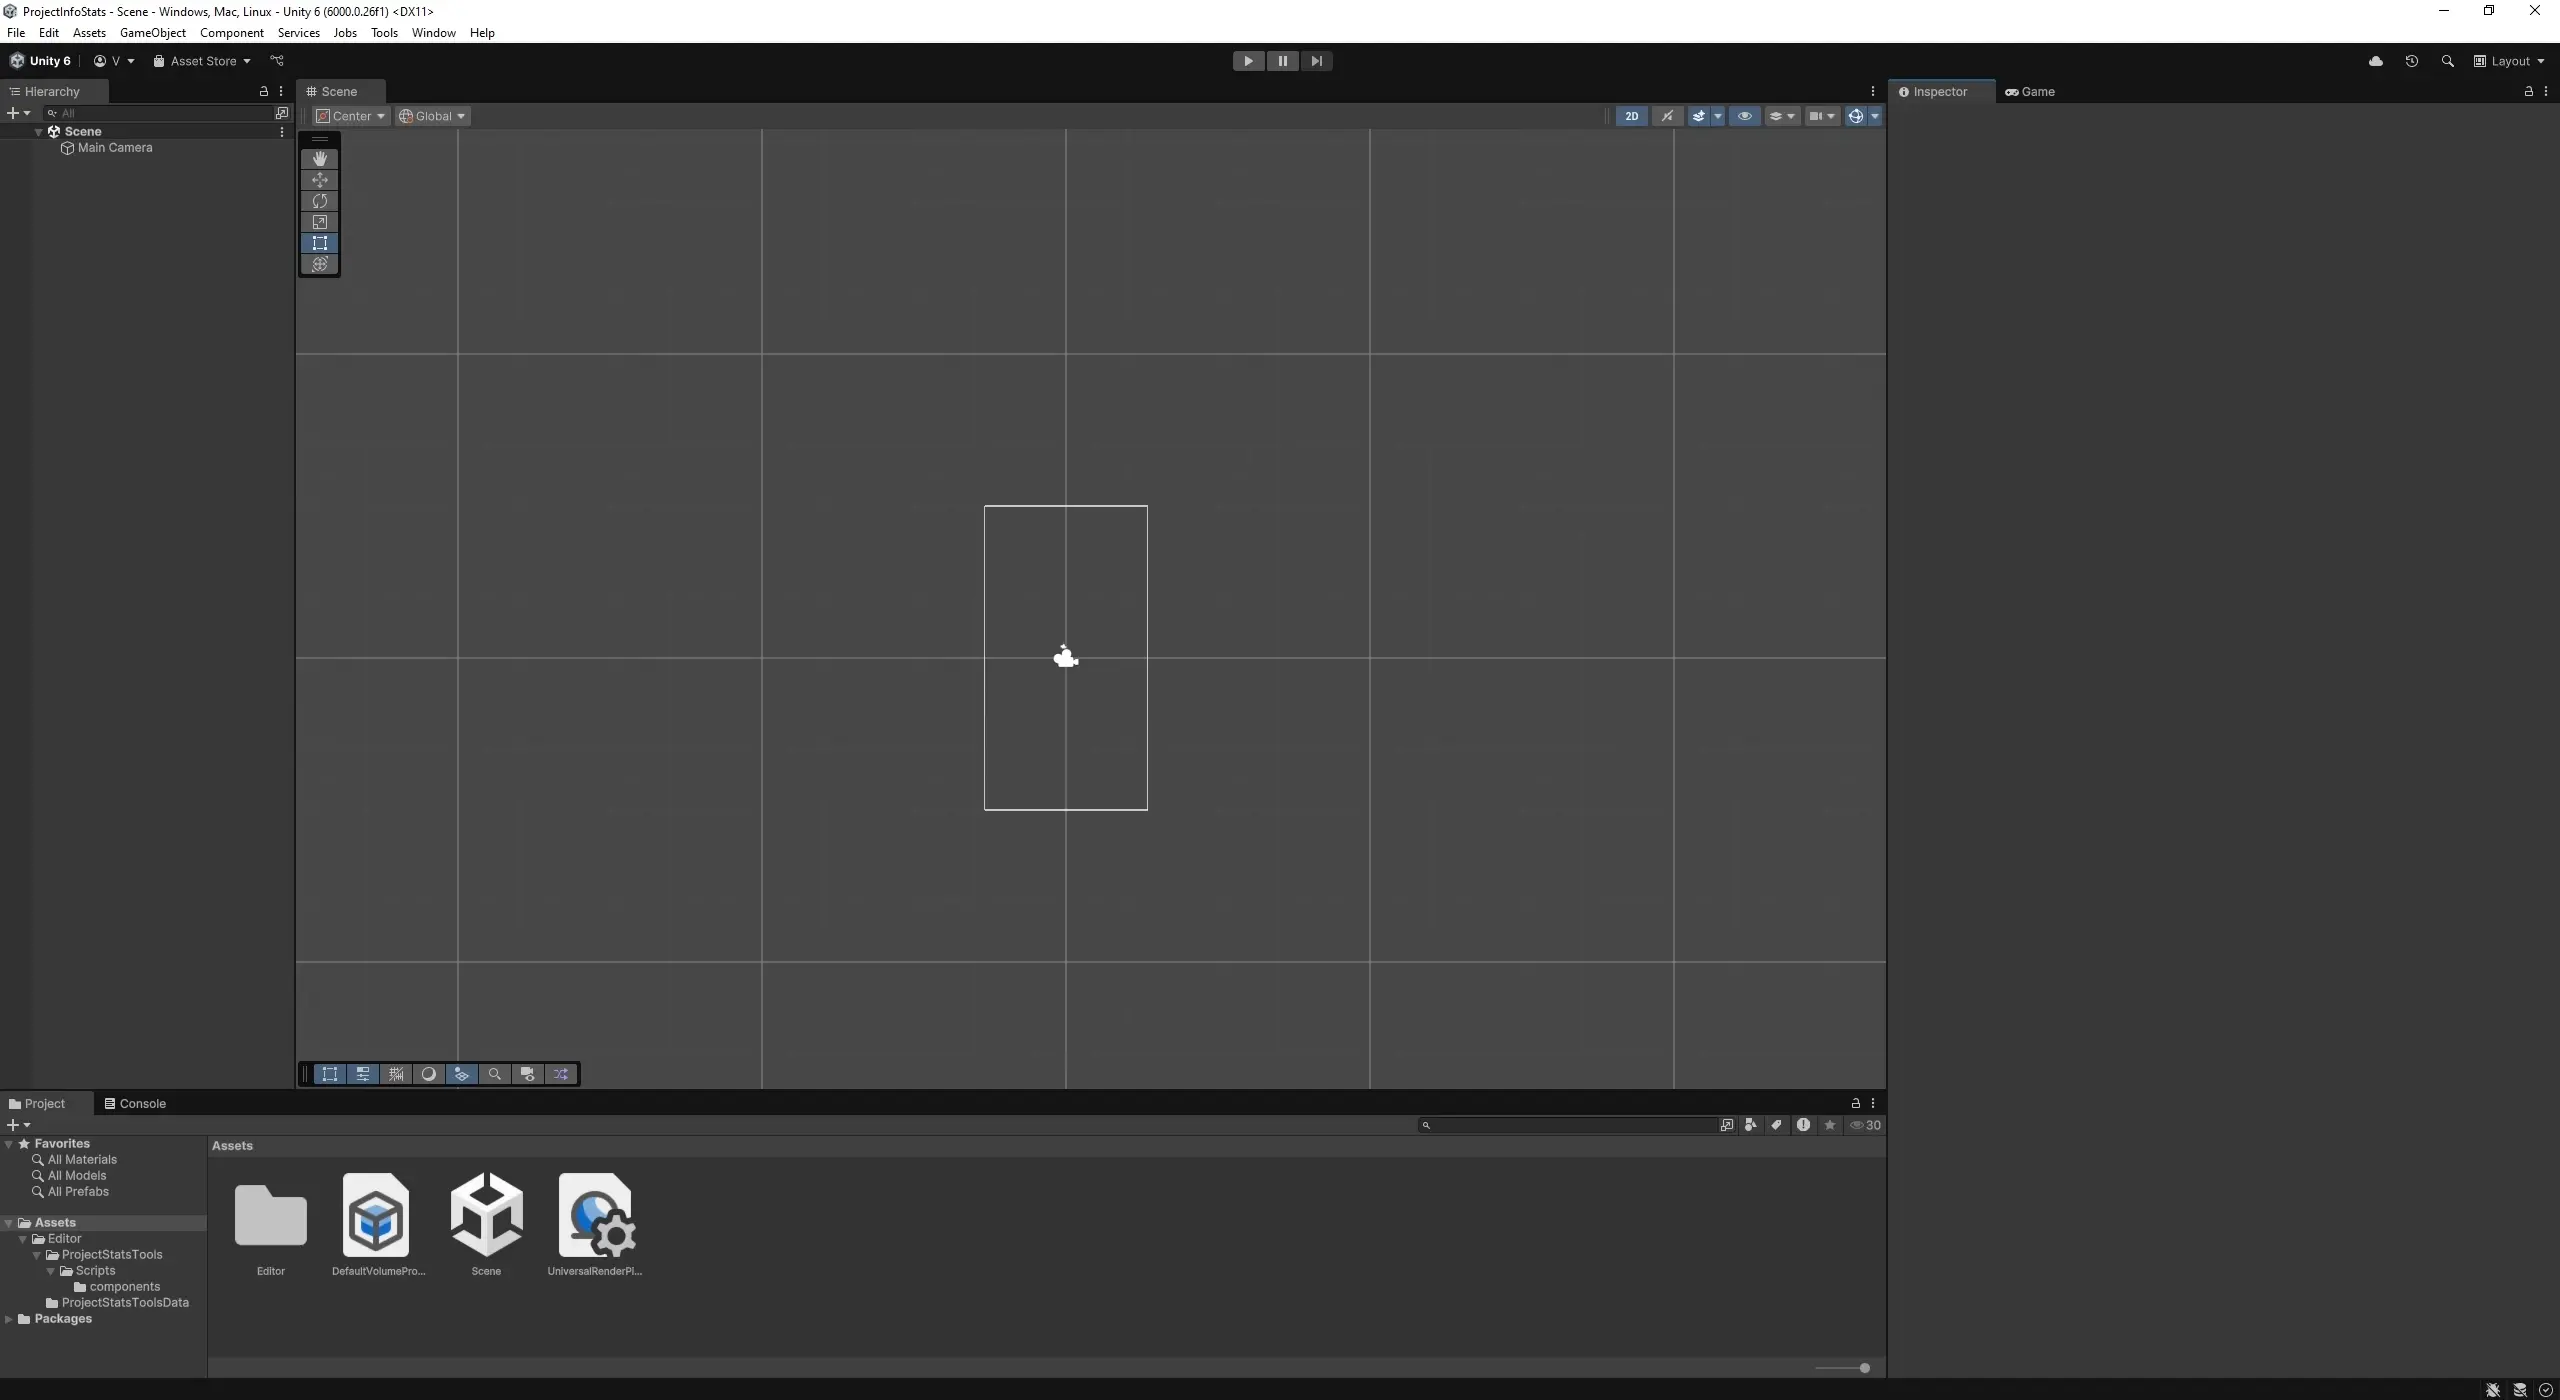 ProjectInfoStats - Scene - Windows, Mac, Linux - Unity 6 (6000.0.26f1) <DX11>
File Edit Assets GameObject Component Services Jobs Tools Window Help
Unity 6 V Asset Store Layout
Hierarchy
All
Scene
Main Camera
Scene
Center Global 2D
Inspector Game
Project Console
30
Favorites
All Materials
All Models
All Prefabs
Assets
Editor
ProjectStatsTools
Scripts
components
ProjectStatsToolsData
Packages
Assets
Editor DefaultVolumePro... Scene UniversalRenderPi...